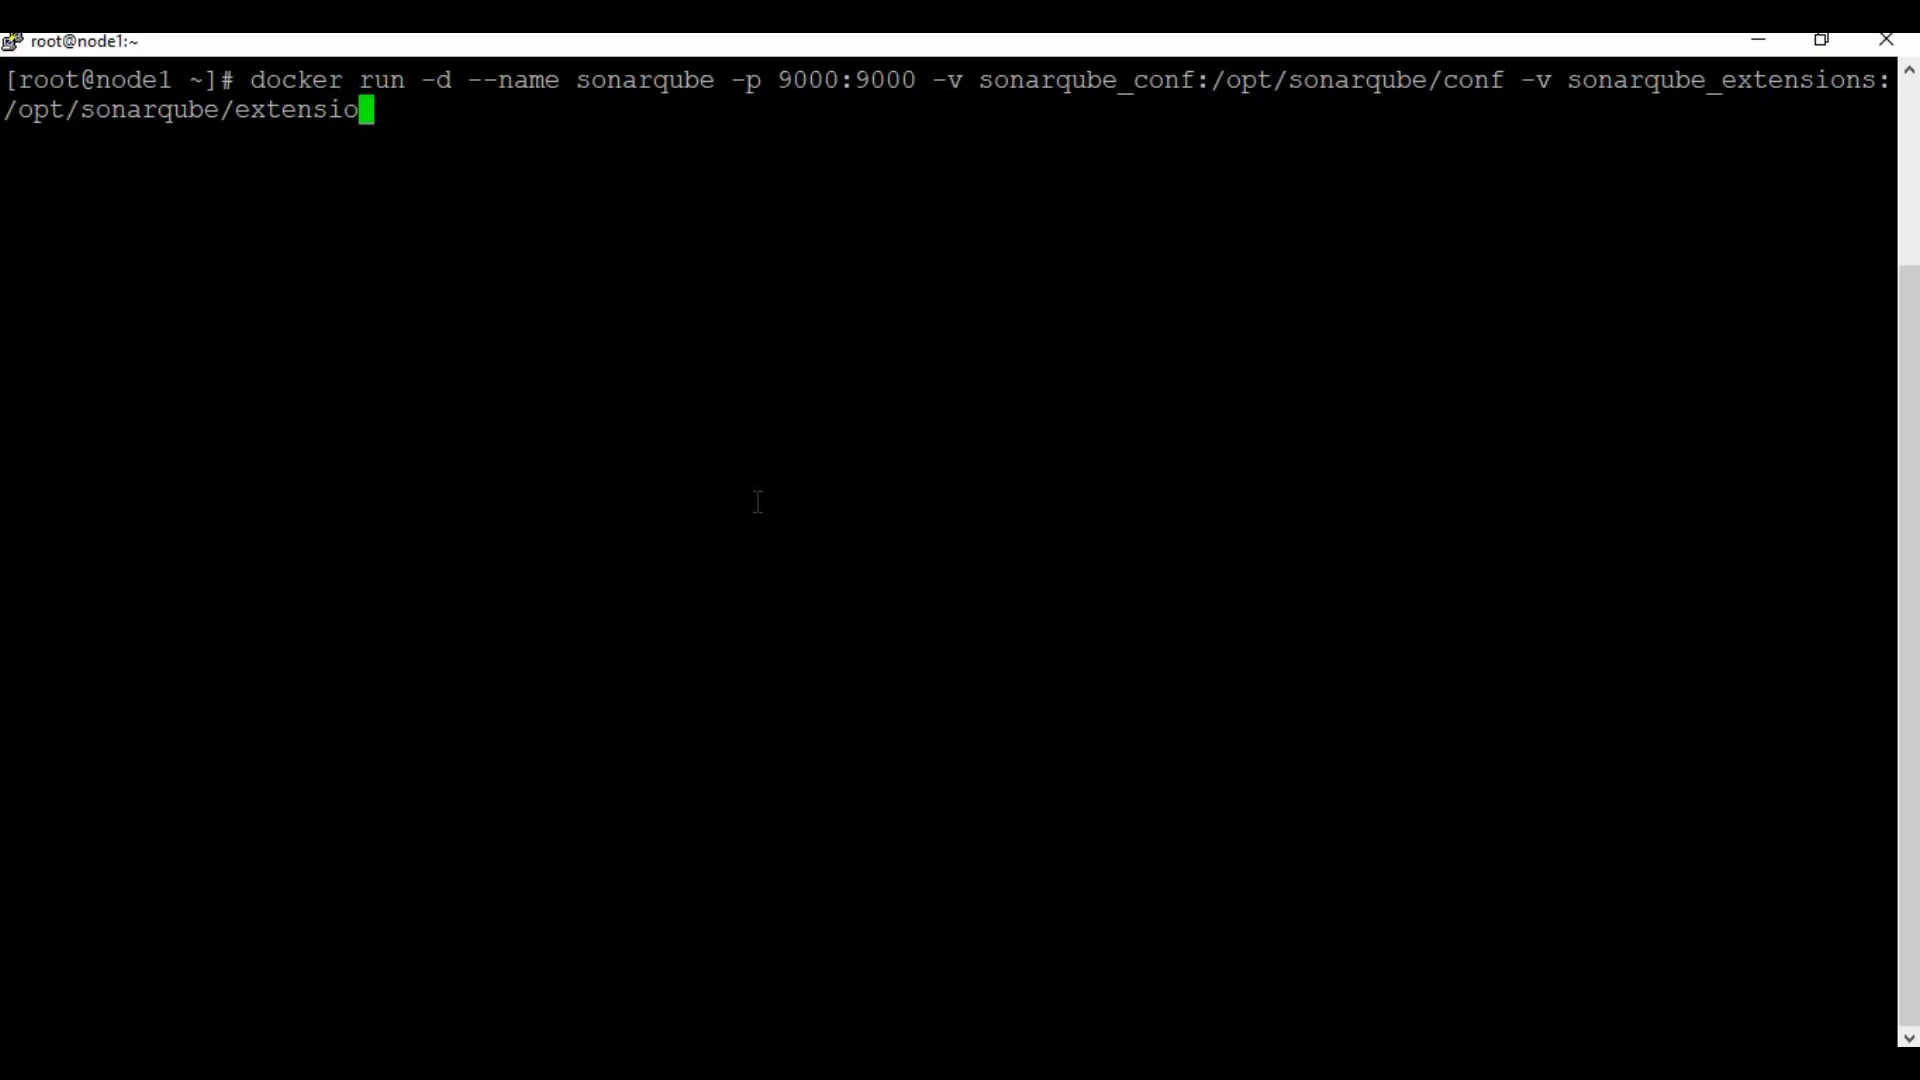 root@node1:~
[root@node1 ~]# docker run -d --name sonarqube -p 9000:9000 -v sonarqube_conf:/opt/sonarqube/conf -v sonarqube_extensions:
/opt/sonarqube/extensio